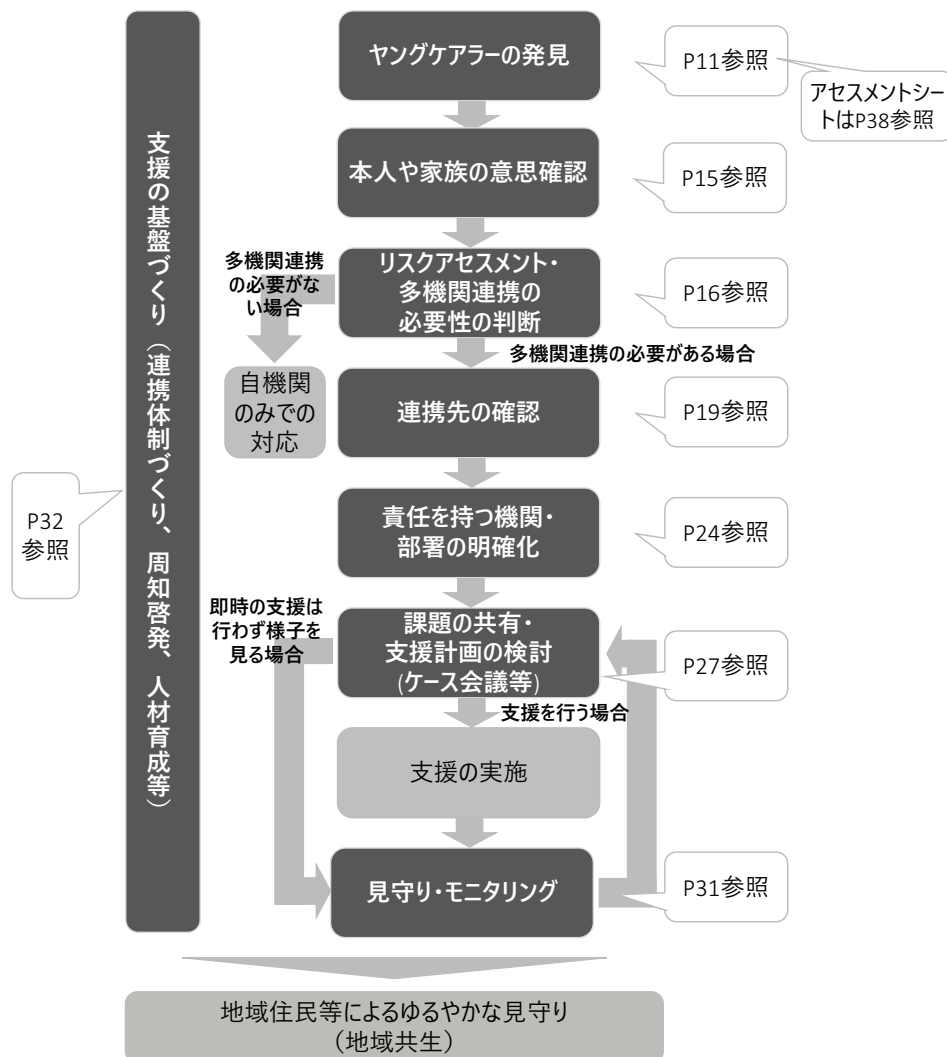 ヤングケアラーの発見
P11参照
アセスメントシー
トはP38参照
本人や家族の意思確認
P15参照
多機関連携
の必要がな
い場合
リスクアセスメント・
多機関連携の
必要性の判断
P16参照
多機関連携の必要がある場合
自機関
のみでの
対応
連携先の確認
P19参照
支援の基盤づくり（連携体制づくり、周知啓発、人材育成等）
P32
参照
責任を持つ機関・
部署の明確化
P24参照
即時の支援は
行わず様子を
見る場合
課題の共有・
支援計画の検討
(ケース会議等)
P27参照
支援を行う場合
支援の実施
見守り・モニタリング
P31参照
地域住民等によるゆるやかな見守り
（地域共生）